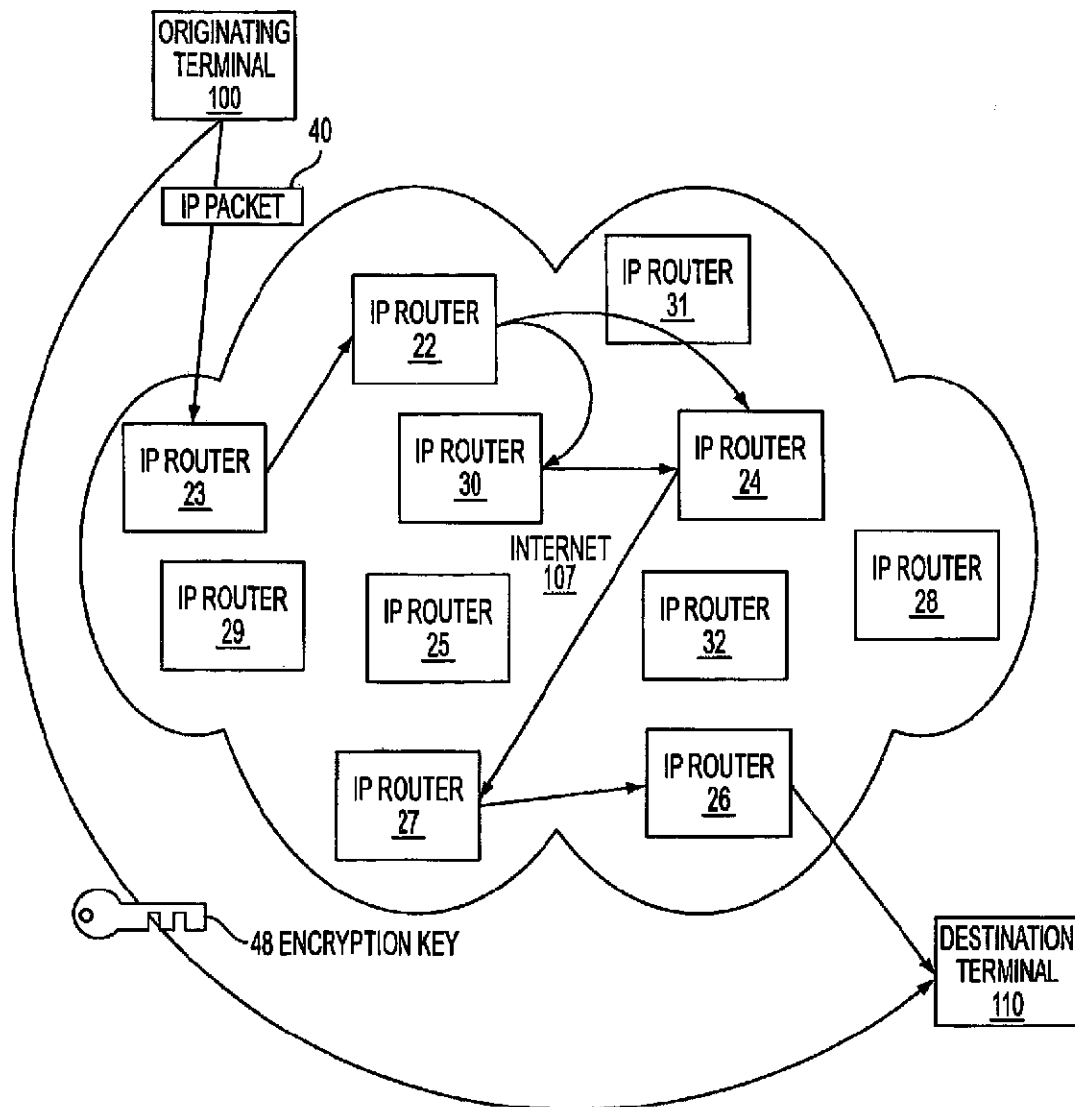 ORIGINATING
TERMINAL
100
40
IP PACKET
IP ROUTER
31
IP ROUTER
22
IP ROUTER
23
IP ROUTER
30
IP ROUTER
24
INTERNET
107
IP ROUTER
29
IP ROUTER
25
IP ROUTER
32
IP ROUTER
28
IP ROUTER
27
IP ROUTER
26
48 ENCRYPTION KEY
DESTINATION
TERMINAL
110